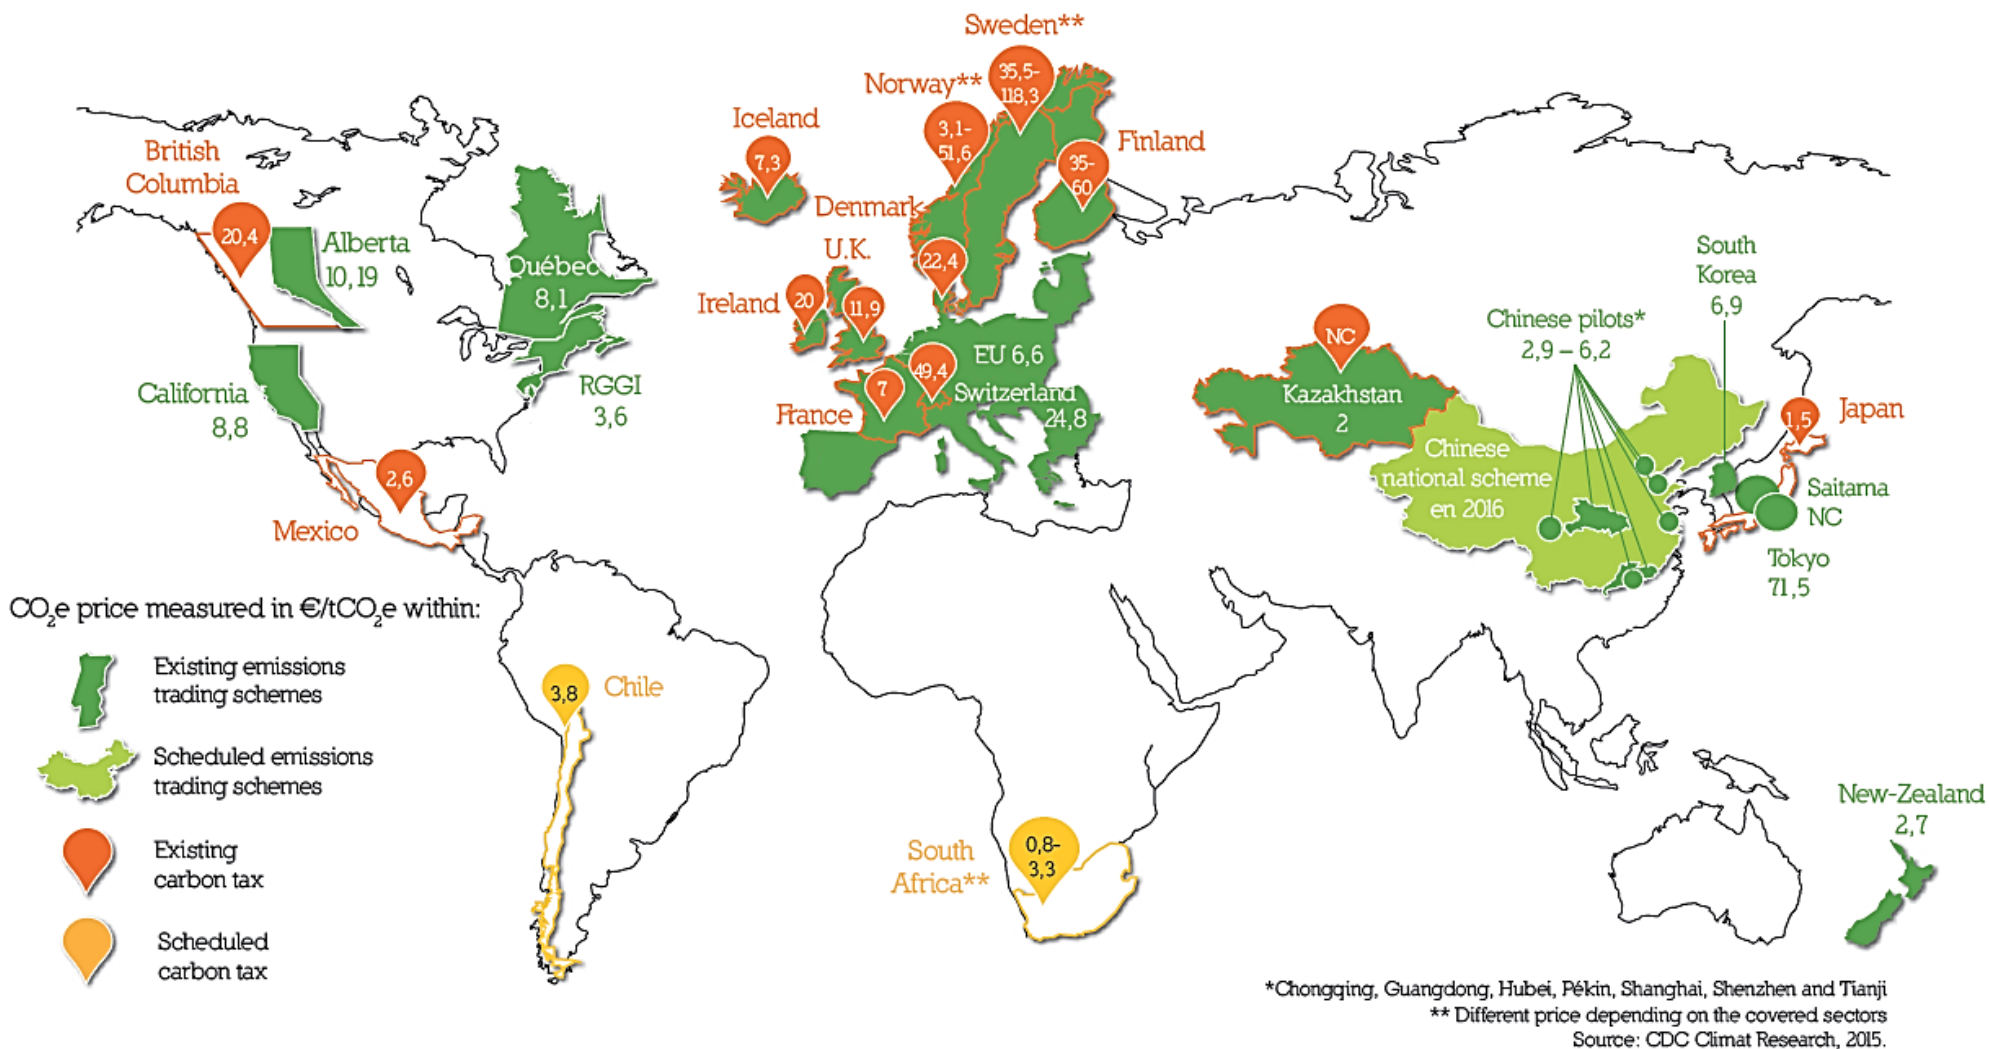 Sweden**
35,5-
118,3
Norway**
3,1-
51,6
Iceland
7,3
Finland
35-
60
British
Columbia
20,4
Alberta
10,19
Québec
8,1
California
8,8
RGGI
3,6
Mexico
2,6
Denmark
22,4
U.K.
11,9
Ireland
20
EU 6,6
49,4
Switzerland
24,8
France
7
NC
Kazakhstan
2
Chinese pilots*
2,9 – 6,2
South
Korea
6,9
Chinese
national scheme
en 2016
1,5
Japan
Saitama
NC
Tokyo
71,5
CO2e price measured in €/tCO2e within:
Existing emissions
trading schemes
Scheduled emissions
trading schemes
Existing
carbon tax
Scheduled
carbon tax
3,8
Chile
South
Africa**
0,8-
3,3
New-Zealand
2,7
*Chongqing, Guangdong, Hubei, Pékin, Shanghai, Shenzhen and Tianji
** Different price depending on the covered sectors
Source: CDC Climat Research, 2015.